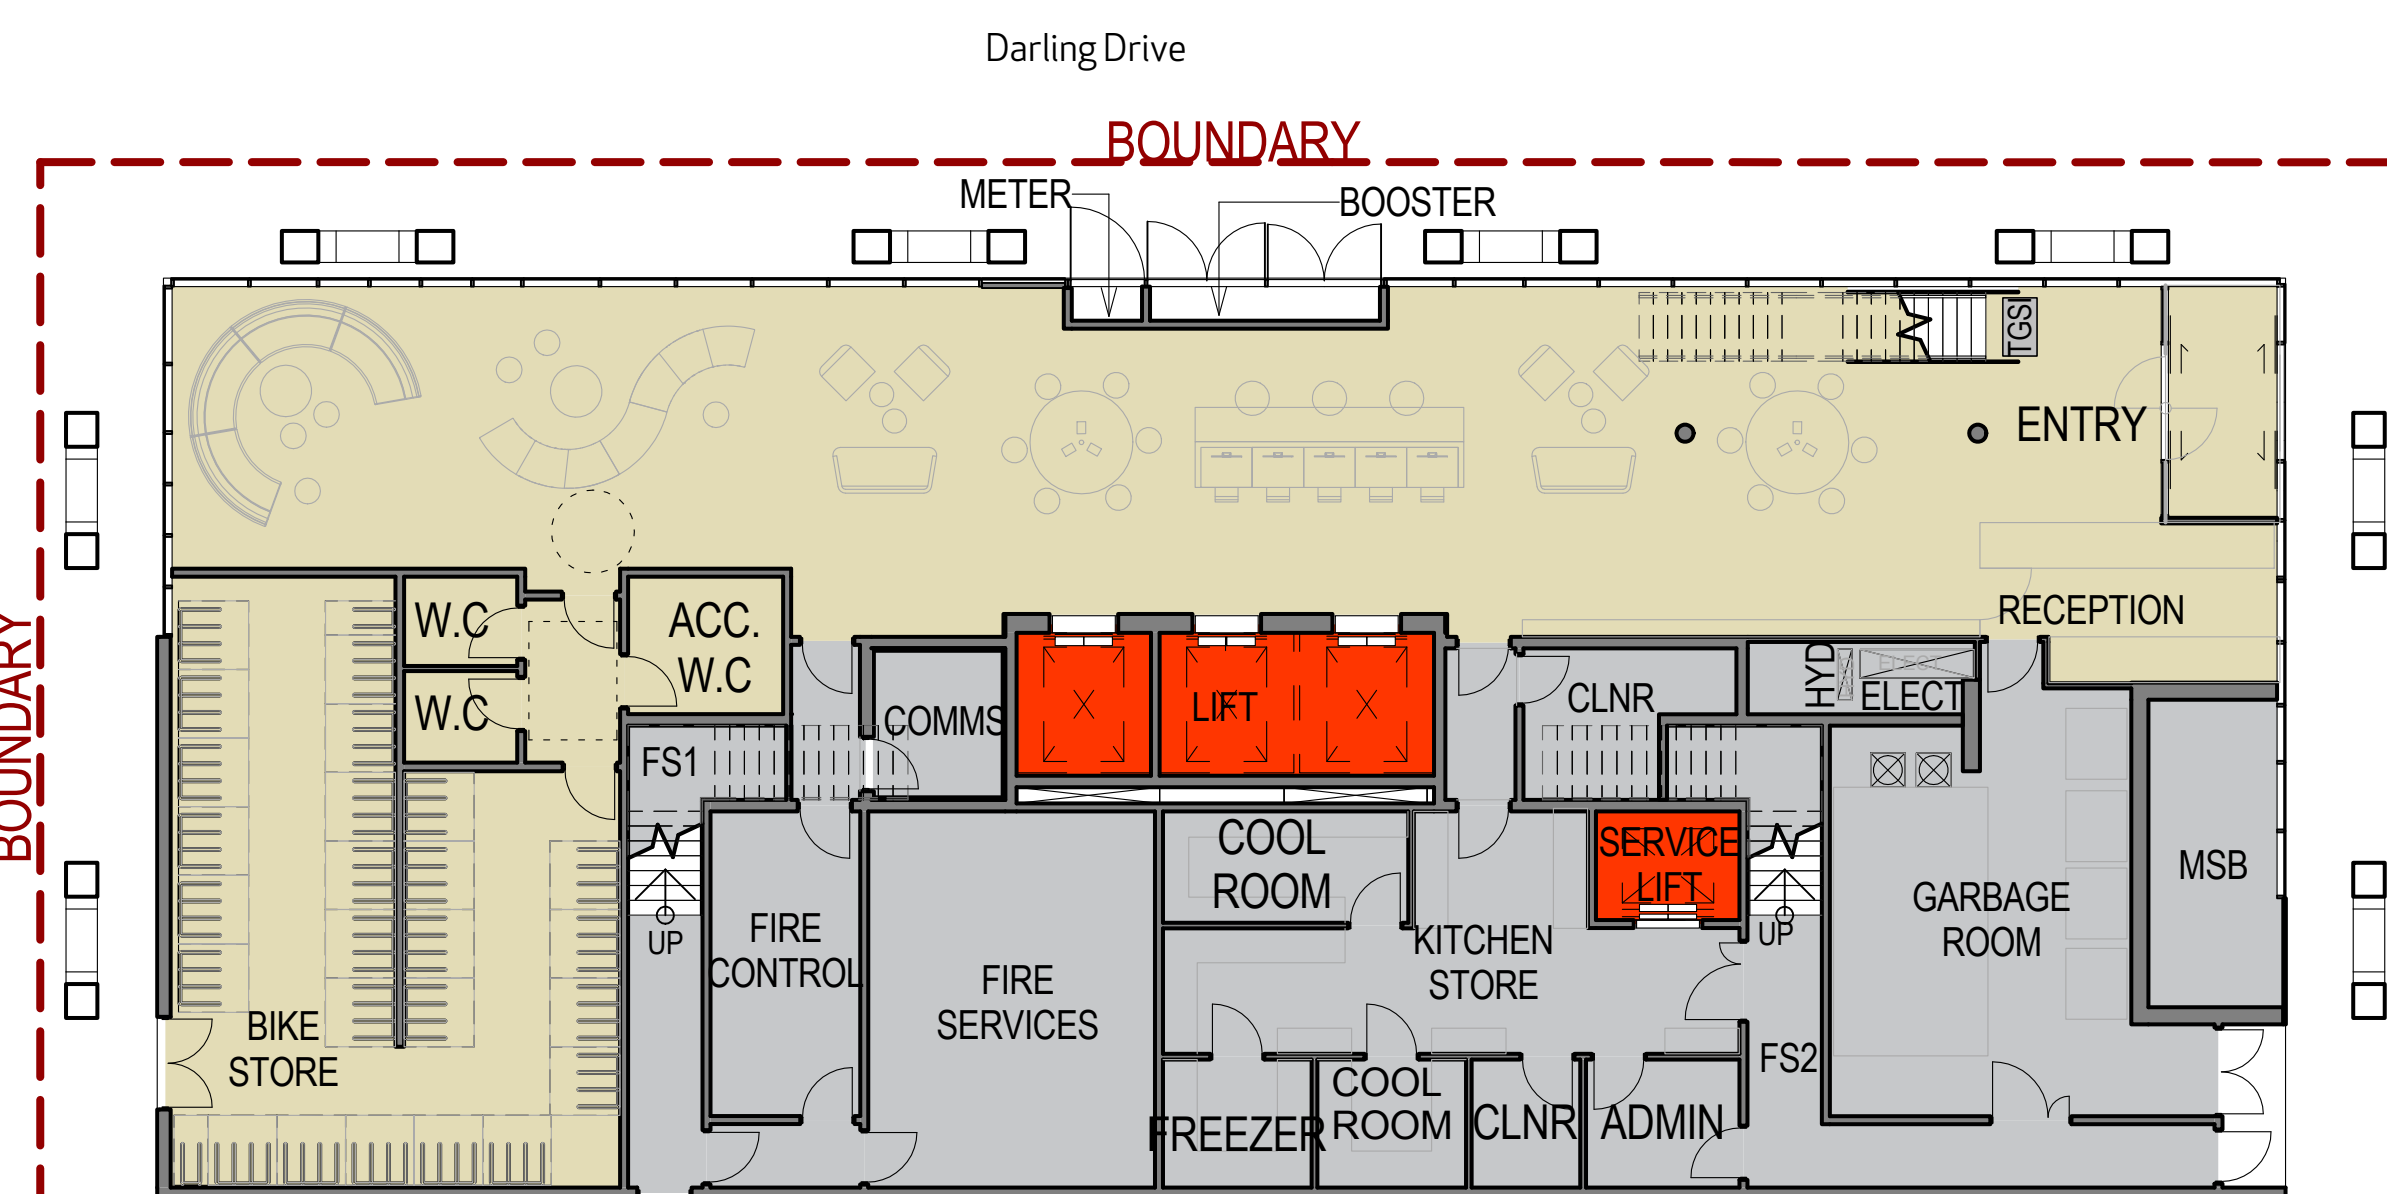 Darling Drive
BOUNDARY
METER
BOOSTER
TGSI
ENTRY
RECEPTION
BOUNDARY
W.C
ACC.
W.C
W.C
FS1
COMMS
LIFT
CLNR
HYD
ELECT
ELECT
UP
FIRE
CONTROL
FIRE
SERVICES
COOL
ROOM
KITCHEN
STORE
SERVICE
LIFT
UP
GARBAGE
ROOM
MSB
BIKE
STORE
FREEZER
COOL
ROOM
CLNR
ADMIN
FS2